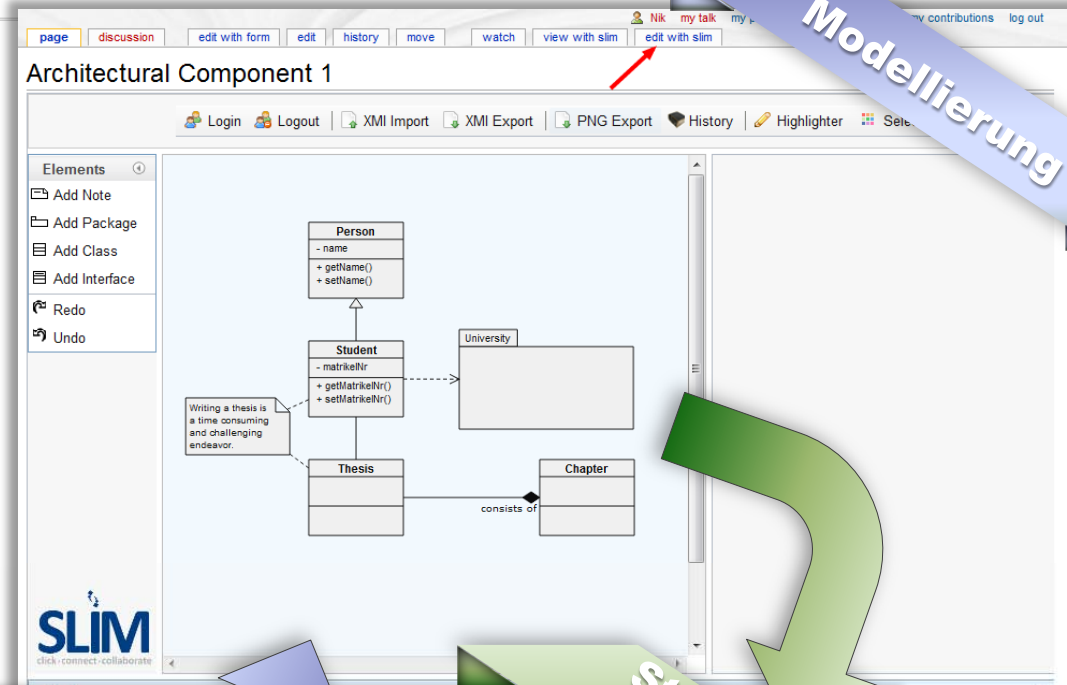 Nik my talk my contributions log out
page discussion edit with form edit history move watch view with slim edit with slim
Modellierung
Architectural Component 1
Login Logout XMI Import XMI Export PNG Export History Highlighter
Elements
Add Note
Add Package
Add Class
Add Interface
Redo
Undo
Person
- name
+ getName()
+ setName()
Student
- matrikelNr
+ getMatrikelNr()
+ setMatrikelNr()
University
Writing a thesis is
a time consuming
and challenging
endeavor.
Thesis
Chapter
consists of
SLIM
click·connect·collaborate